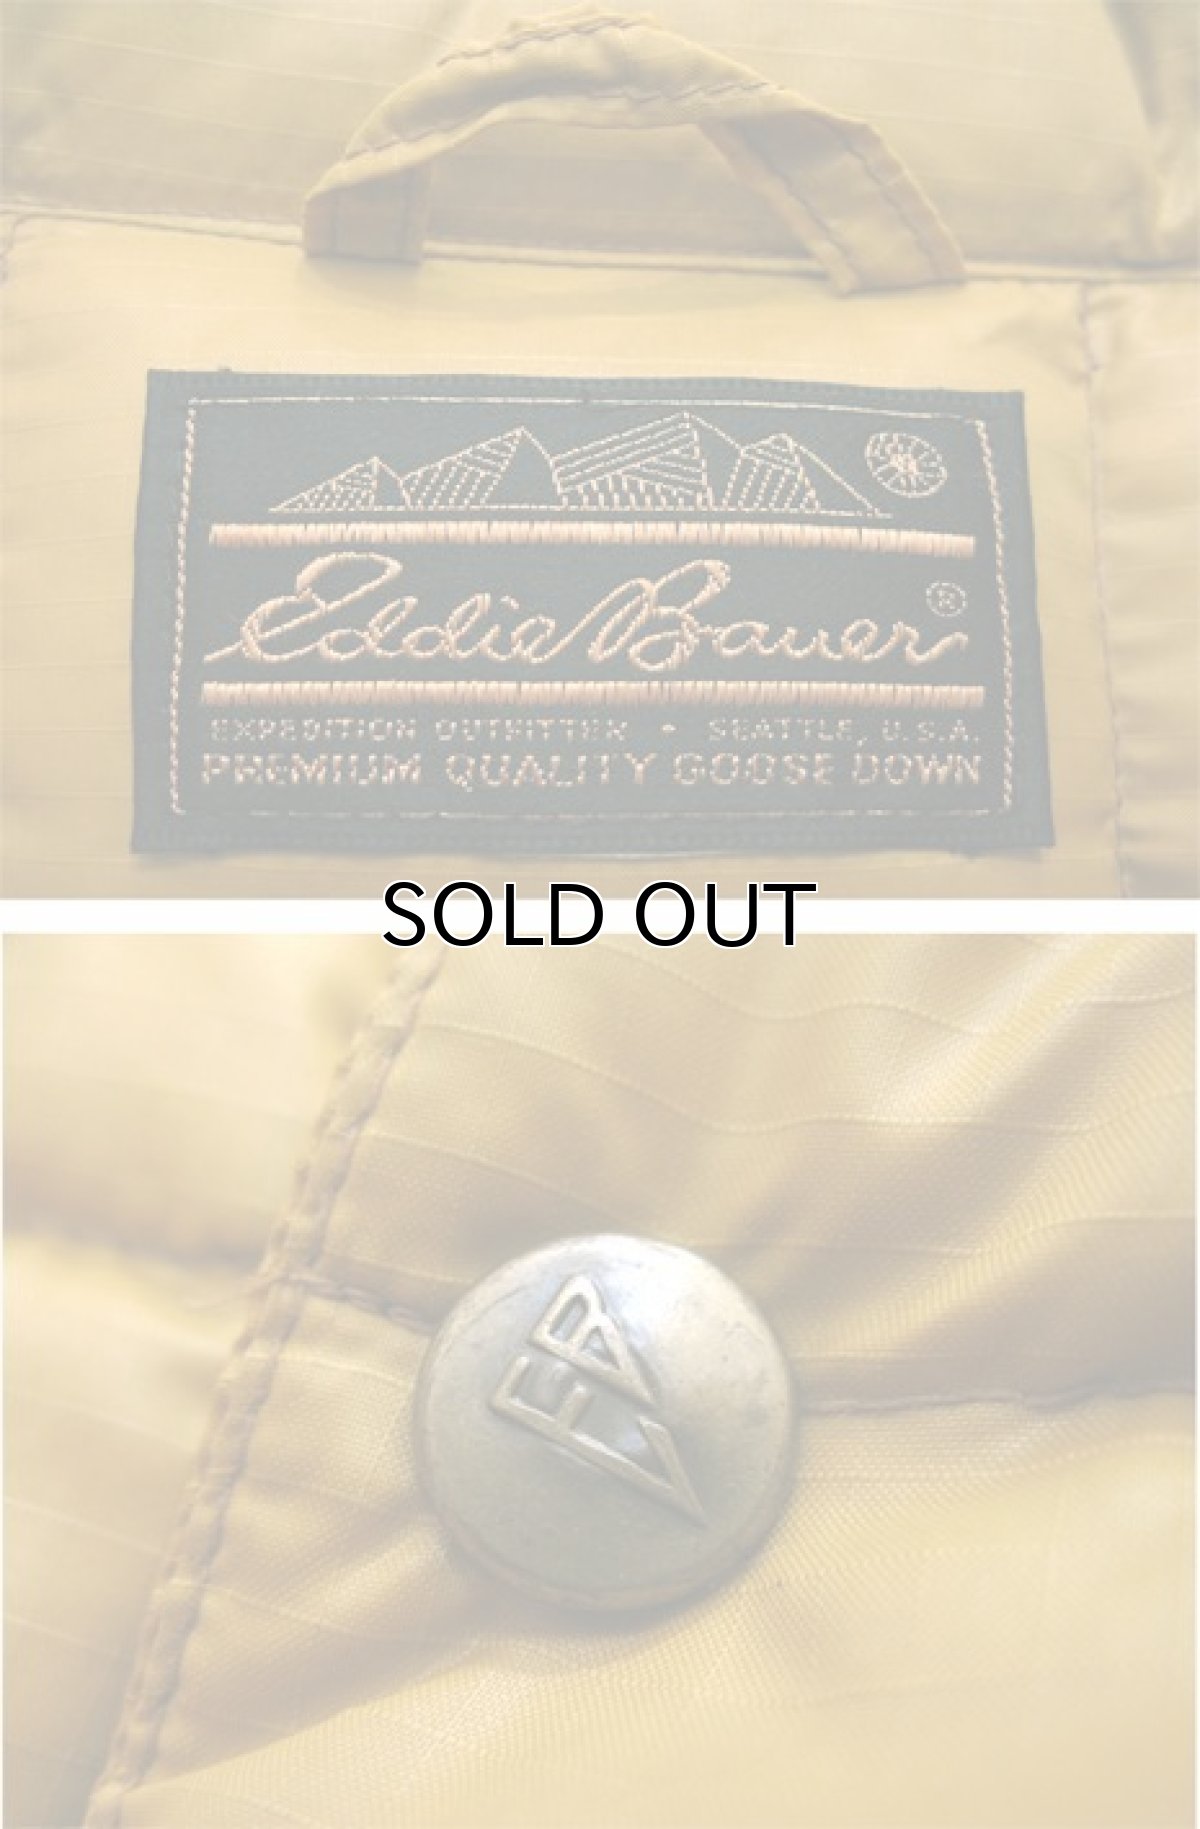 Eddie Bauer ®
EXPEDITION OUTFITTER • SEATTLE, U.S.A.
PREMIUM QUALITY GOOSE DOWN
SOLD OUT
EB